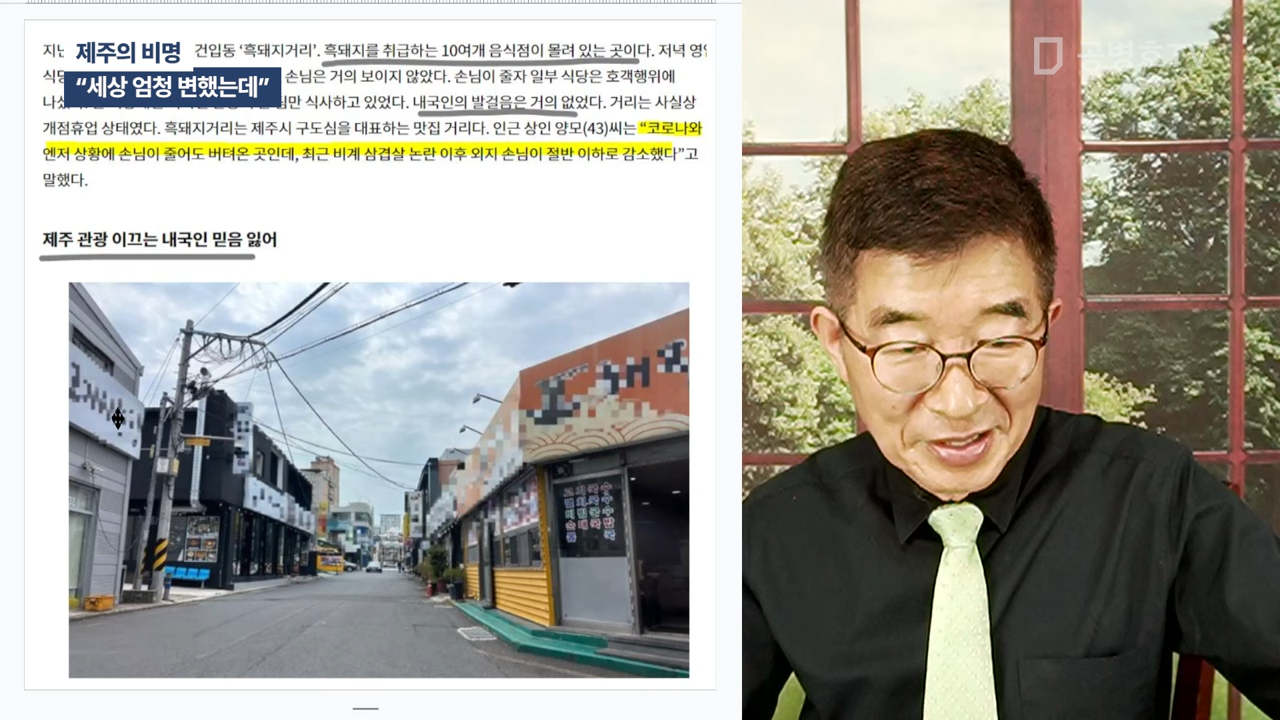 제주의 비명
“세상 엄청 변했는데”
공병호TV
건입동 ‘흑돼지거리’. 흑돼지를 취급하는 10여개 음식점이 몰려 있는 곳이다. 저녁
손님은 거의 보이지 않았다. 손님이 줄자 일부 식당은 호객행위에
만 식사하고 있었다. 내국인의 발걸음은 거의 없었다. 거리는 사실상
개점휴업 상태였다. 흑돼지거리는 제주시 구도심을 대표하는 맛집 거리다. 인근 상인 양모(43)씨는 “코로나와
엔저 상황에 손님이 줄어도 버텨온 곳인데, 최근 비계 삼겹살 논란 이후 외지 손님이 절반 이하로 감소했다”고
말했다.
제주 관광 이끄는 내국인 믿음 잃어